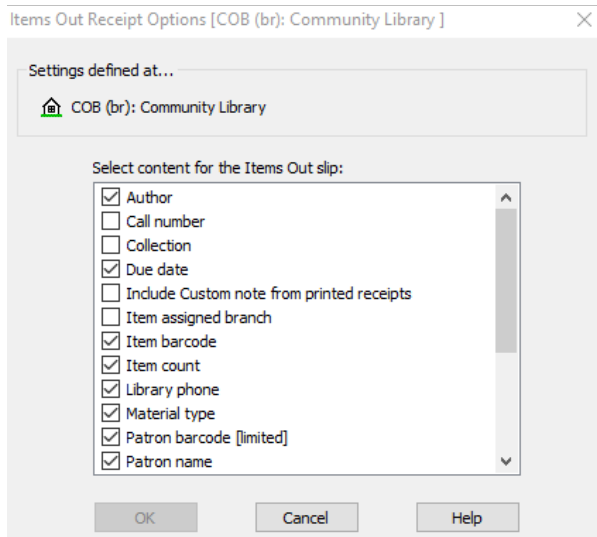 Items Out Receipt Options [COB (br): Community Library ]
Settings defined at...
COB (br): Community Library
Select content for the Items Out slip:
Author
Call number
Collection
Due date
Include Custom note from printed receipts
Item assigned branch
Item barcode
Item count
Library phone
Material type
Patron barcode [limited]
Patron name
OK Cancel Help